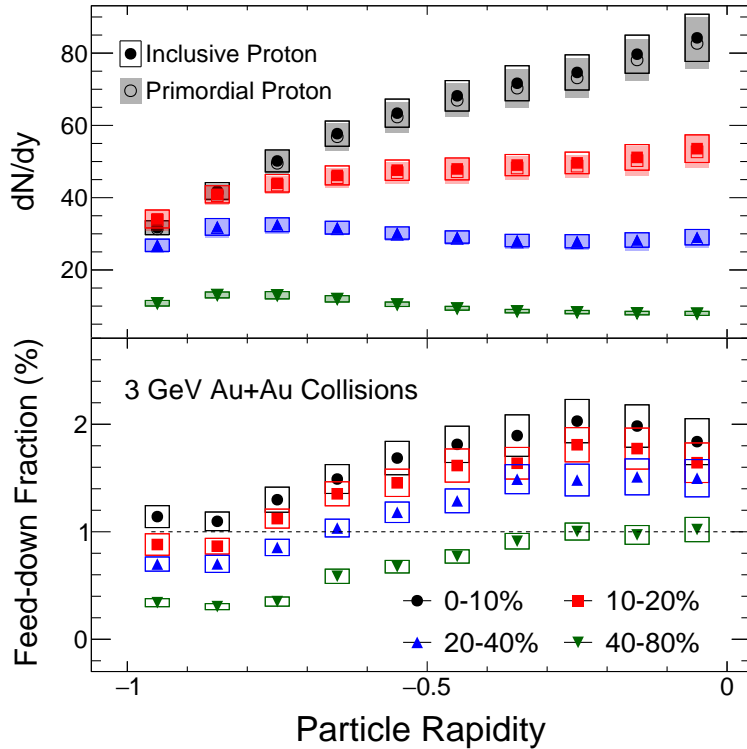 80
60
40
20
dN/dy
Inclusive Proton
Primordial Proton
2
1
0
Feed-down Fraction (%)
3 GeV Au+Au Collisions
0-10%
10-20%
20-40%
40-80%
−1
−0.5
0
Particle Rapidity